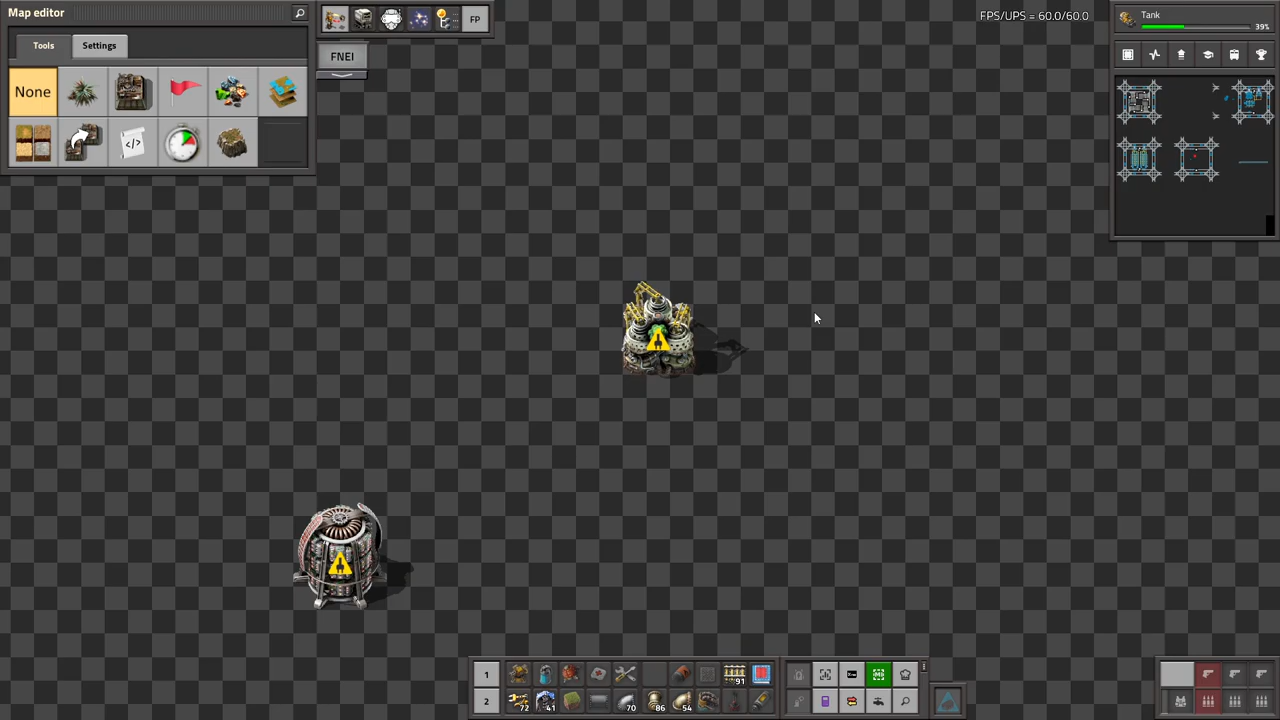 Map editor
Tools
Settings
None
</>
FP
FNEI
FPS/UPS = 60.0/60.0
Tank
39%
1
91
2
72
41
70
86
54